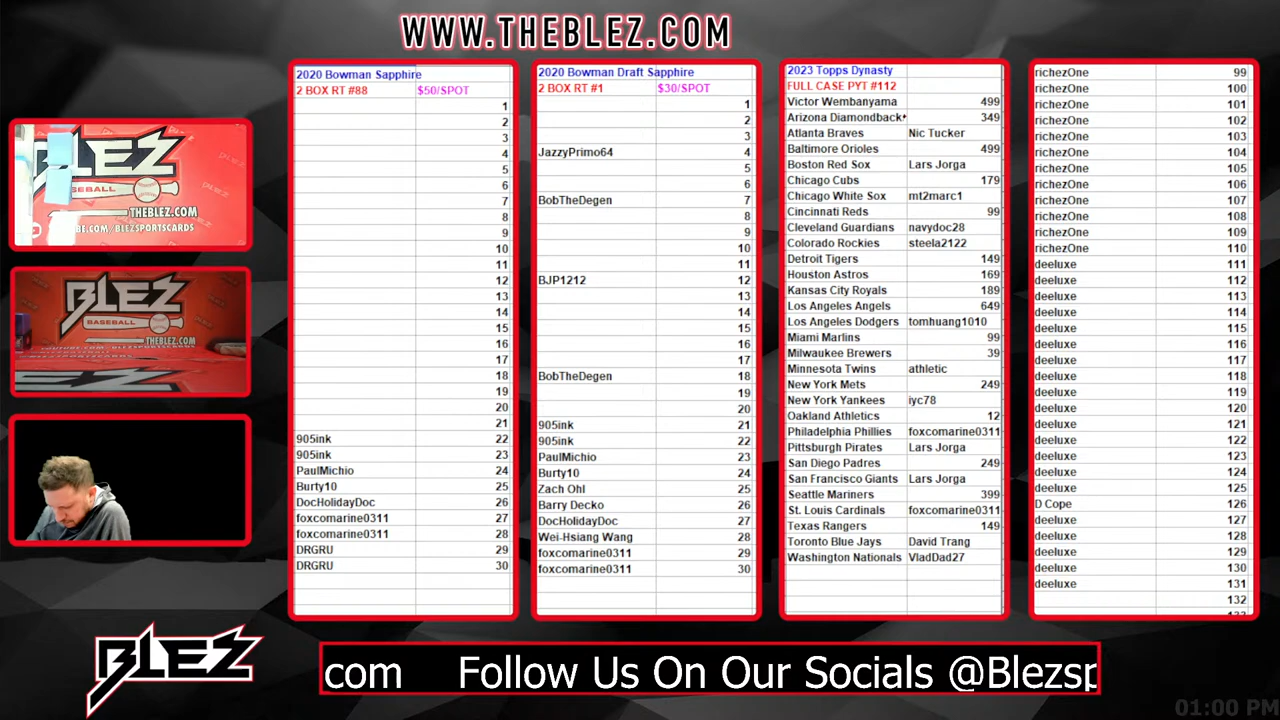 WWW.THEBLEZ.COM
BLEZ
BASEBALL
THEBLEZ.COM
BE.COM/BLEZSPORTSCARDS
BLEZ
BASEBALL
THEBLEZ.COM
2020 Bowman Sapphire
2 BOX RT #88 $50/SPOT
1
2
3
4
5
6
7
8
9
10
11
12
13
14
15
16
17
18
19
20
21
905ink 22
905ink 23
PaulMichio 24
Burty10 25
DocHolidayDoc 26
foxcomarine0311 27
foxcomarine0311 28
DRGRU 29
DRGRU 30
2020 Bowman Draft Sapphire
2 BOX RT #1 $30/SPOT
1
2
3
JazzyPrimo64 4
5
6
BobTheDegen 7
8
9
10
11
BJP1212 12
13
14
15
16
17
BobTheDegen 18
19
20
905ink 21
905ink 22
PaulMichio 23
Burty10 24
Zach Ohl 25
Barry Decko 26
DocHolidayDoc 27
Wei-Hsiang Wang 28
foxcomarine0311 29
foxcomarine0311 30
2023 Topps Dynasty
FULL CASE PYT #112
Victor Wembanyama 499
Arizona Diamondback 349
Atlanta Braves Nic Tucker
Baltimore Orioles 499
Boston Red Sox Lars Jorga
Chicago Cubs 179
Chicago White Sox mt2marc1
Cincinnati Reds 99
Cleveland Guardians navydoc28
Colorado Rockies steela2122
Detroit Tigers 149
Houston Astros 169
Kansas City Royals 189
Los Angeles Angels 649
Los Angeles Dodgers tomhuang1010
Miami Marlins 99
Milwaukee Brewers 39
Minnesota Twins athletic
New York Mets 249
New York Yankees iyc78
Oakland Athletics 12
Philadelphia Phillies foxcomarine0311
Pittsburgh Pirates Lars Jorga
San Diego Padres 249
San Francisco Giants Lars Jorga
Seattle Mariners 399
St. Louis Cardinals foxcomarine0311
Texas Rangers 149
Toronto Blue Jays David Trang
Washington Nationals VladDad27
richezOne 99
richezOne 100
richezOne 101
richezOne 102
richezOne 103
richezOne 104
richezOne 105
richezOne 106
richezOne 107
richezOne 108
richezOne 109
richezOne 110
deeluxe 111
deeluxe 112
deeluxe 113
deeluxe 114
deeluxe 115
deeluxe 116
deeluxe 117
deeluxe 118
deeluxe 119
deeluxe 120
deeluxe 121
deeluxe 122
deeluxe 123
deeluxe 124
deeluxe 125
D Cope 126
deeluxe 127
deeluxe 128
deeluxe 129
deeluxe 130
deeluxe 131
132
BLEZ
com Follow Us On Our Socials @Blezsp
01:00 PM